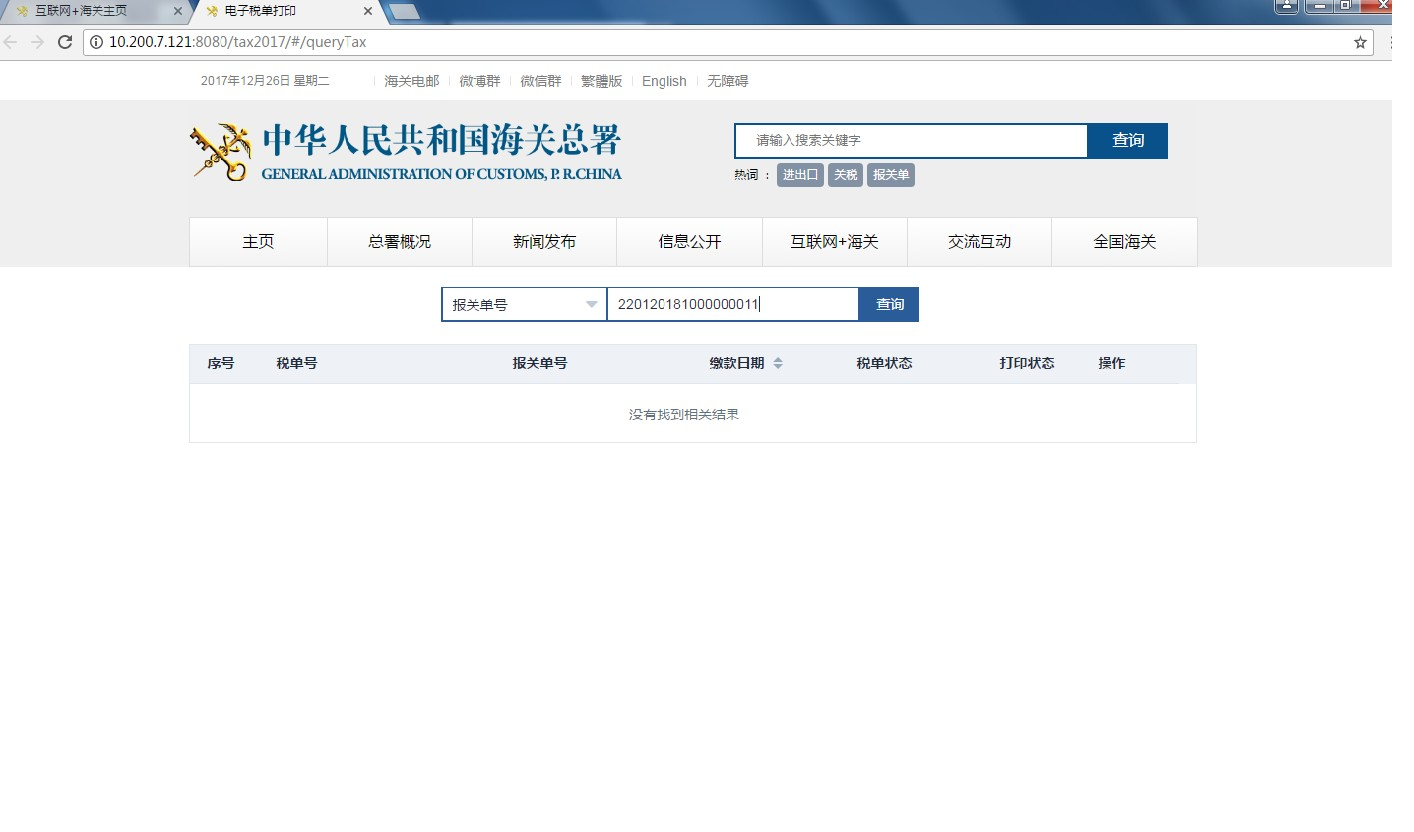 互联网+海关主页
电子税单打印
10.200.7.121:8080/tax2017/#/queryTax
2017年12月26日 星期二 海关电邮 微博群 微信群 繁體版 English 无障碍
中华人民共和国海关总署
GENERAL ADMINISTRATION OF CUSTOMS, P. R.CHINA
请输入搜索关键字 查询
热词 : 进出口 关税 报关单
主页 总署概况 新闻发布 信息公开 互联网+海关 交流互动 全国海关
报关单号 220120181000000011 查询
序号 税单号 报关单号 缴款日期 税单状态 打印状态 操作
没有找到相关结果